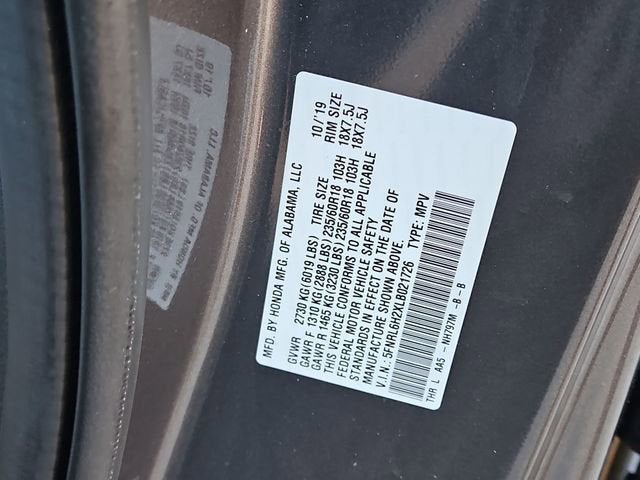 MFD. BY HONDA MFG. OF ALABAMA, LLC 10/'19
GVWR 2730 KG (6019 LBS) TIRE SIZE RIM SIZE
GAWR F 1310 KG (2888 LBS) 235/60R18 103H 18X7.5J
GAWR R 1465 KG (3230 LBS) 235/60R18 103H 18X7.5J
THIS VEHICLE CONFORMS TO ALL APPLICABLE
FEDERAL MOTOR VEHICLE SAFETY
STANDARDS IN EFFECT ON THE DATE OF
MANUFACTURE SHOWN ABOVE.
V.I.N.: 5FNRL6H2XLB021726 TYPE: MPV
THR L AA5 - NH797M -B -B